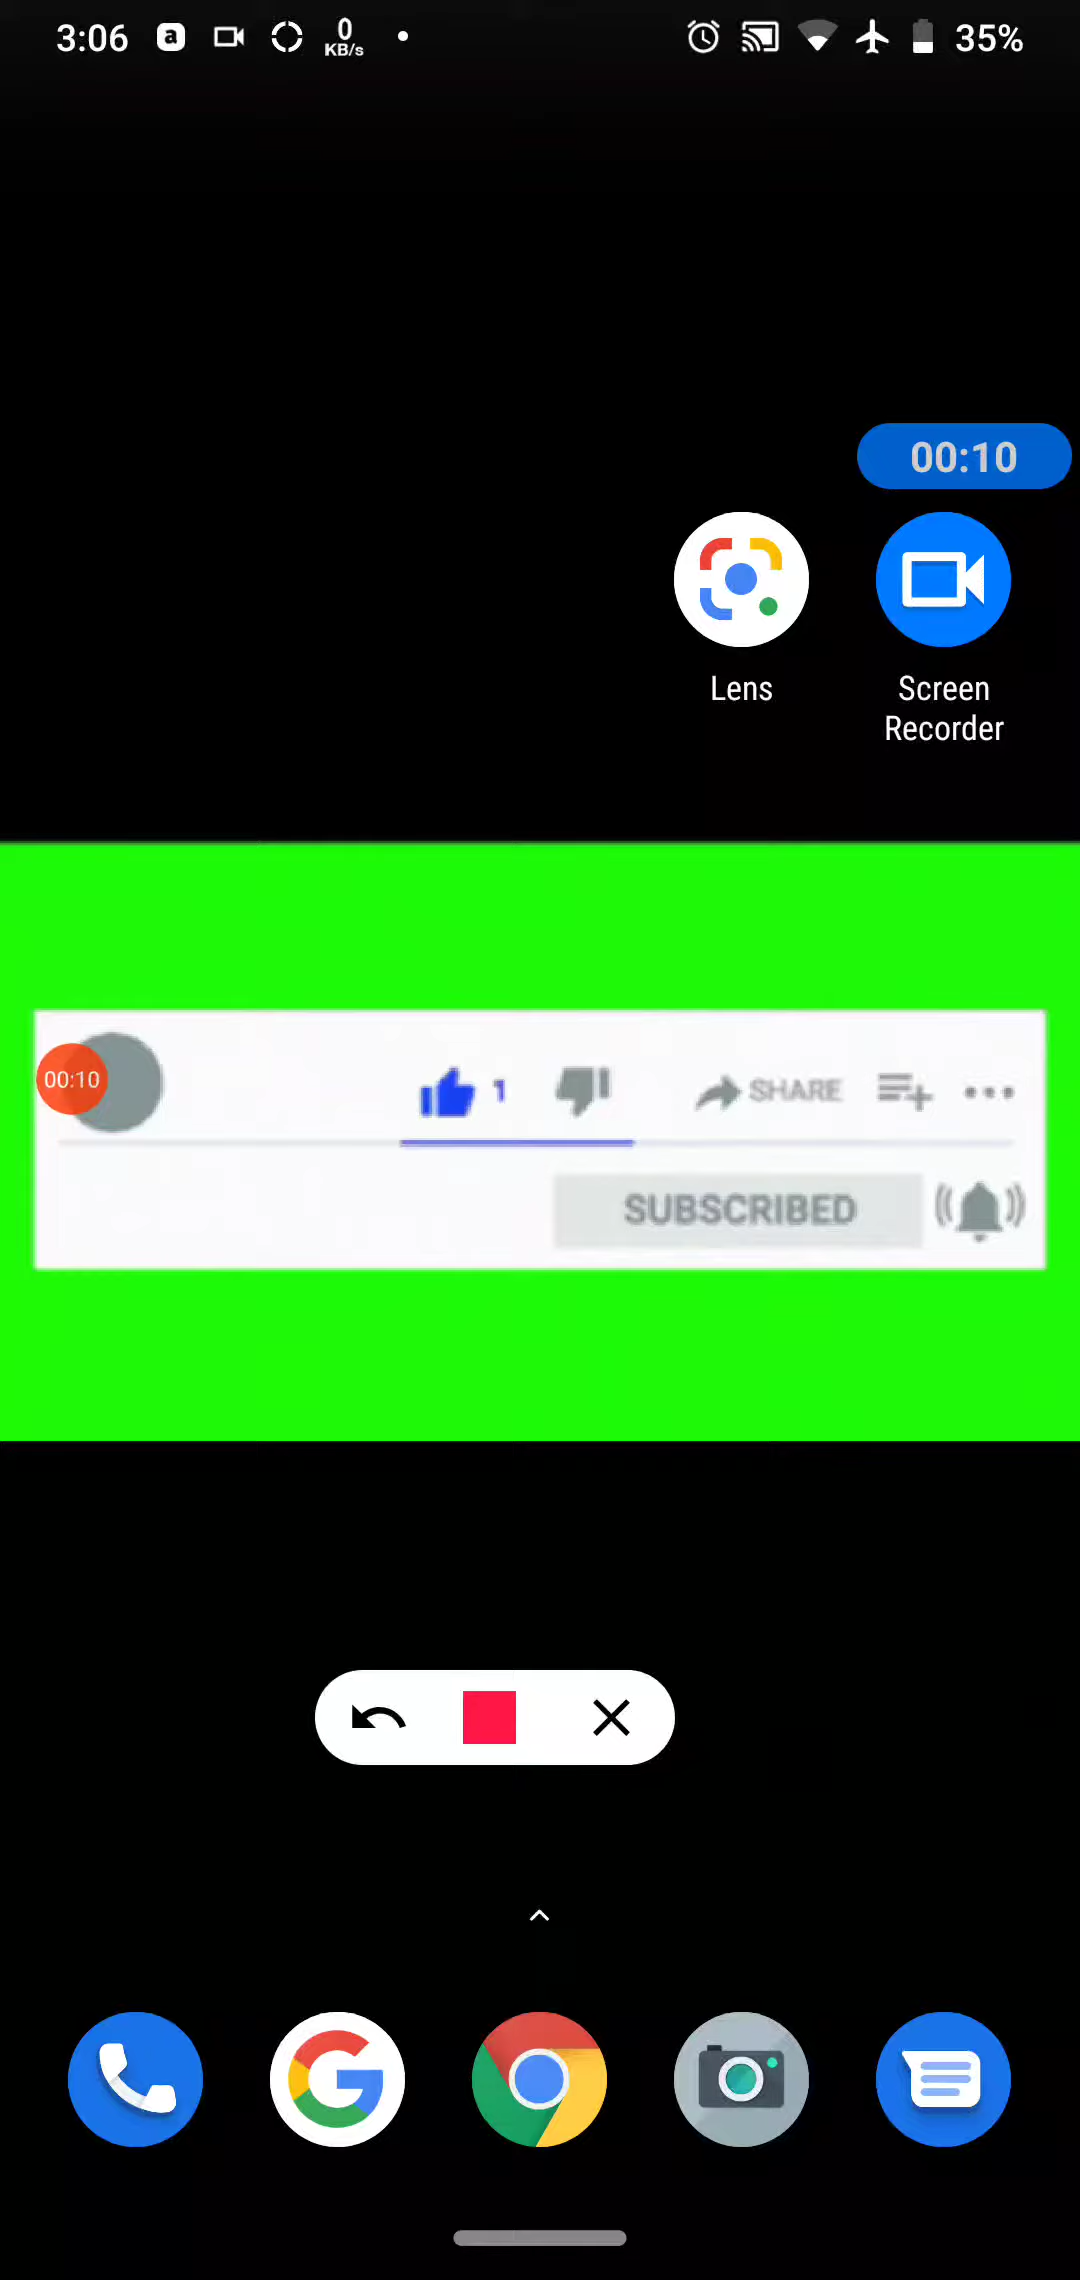 3:06 a 0 KB/s 35%
00:10
Lens
Screen Recorder
00:10
1
SHARE
SUBSCRIBED